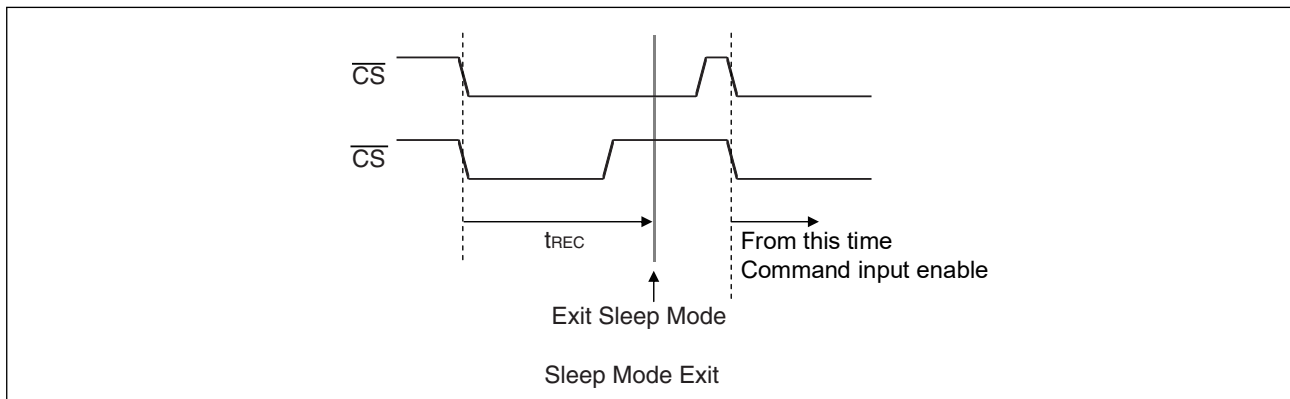 CS
CS
tREC
From this time
Command input enable
Exit Sleep Mode
Sleep Mode Exit